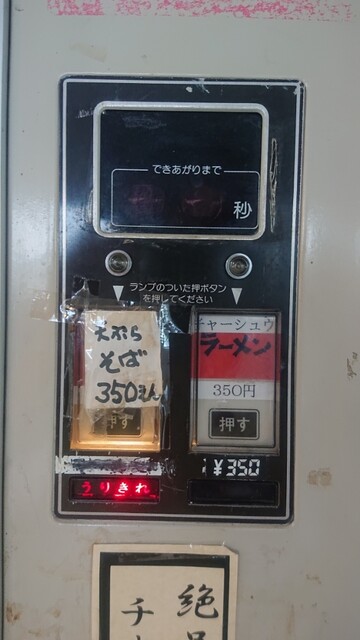 できあがりまで
秒
ランプのついた押ボタン
を押してください
天ぷら
そば
350えん
押す
チャーシュウ
ラーメン
350円
押す
¥350
うりきれ
絶
チ